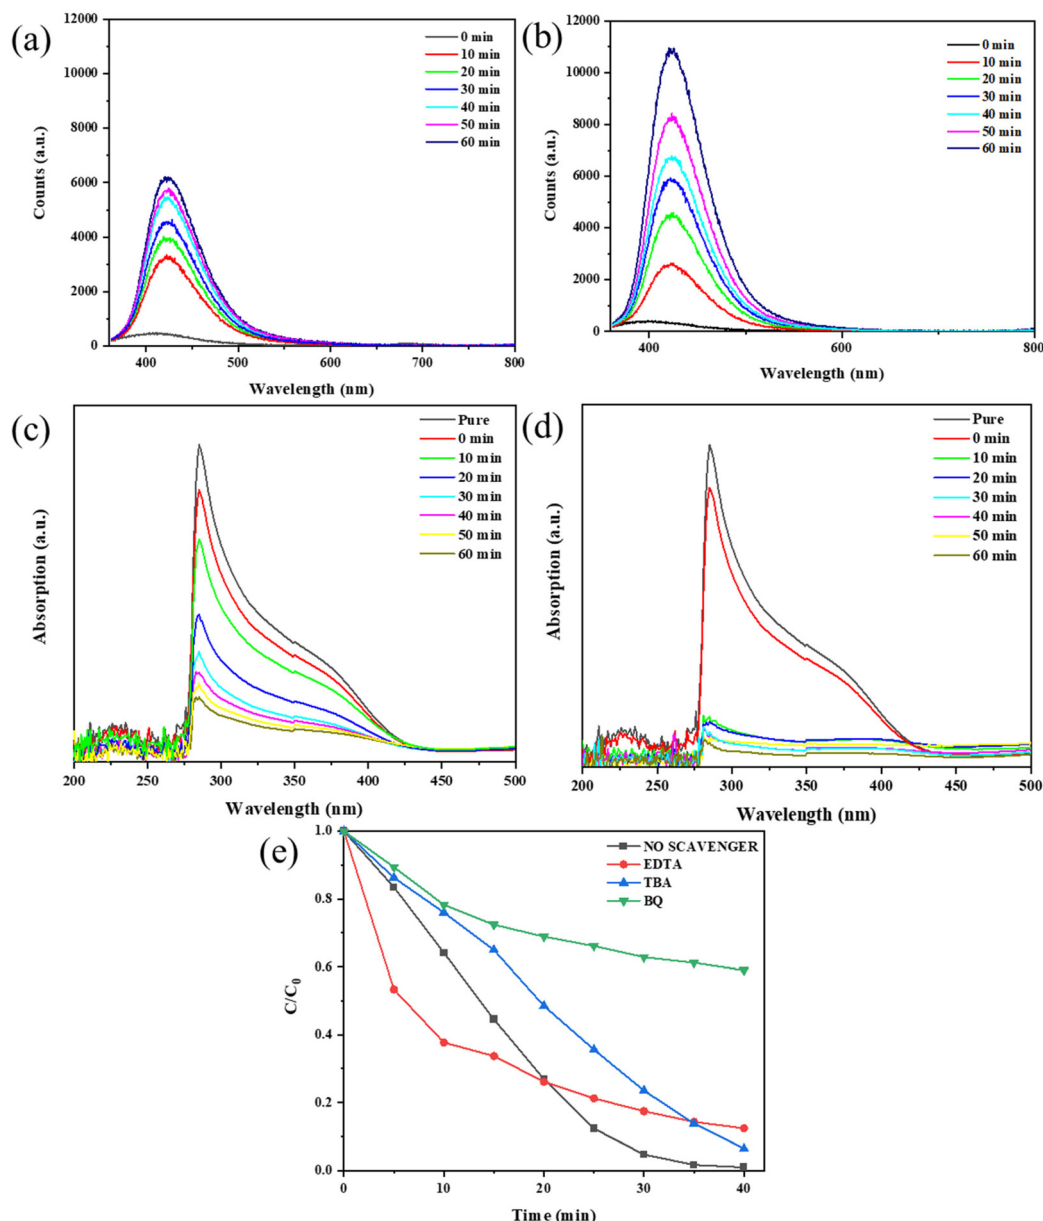 (a)
12000
10000
8000
6000
4000
2000
0
Counts (a.u.)
400 500 600 700 800
Wavelength (nm)
0 min
10 min
20 min
30 min
40 min
50 min
60 min
(b)
12000
10000
8000
6000
4000
2000
0
Counts (a.u.)
400 600 800
Wavelength (nm)
0 min
10 min
20 min
30 min
40 min
50 min
60 min
(c)
Absorption (a.u.)
200 250 300 350 400 450 500
Wavelength (nm)
Pure
0 min
10 min
20 min
30 min
40 min
50 min
60 min
(d)
Absorption (a.u.)
200 250 300 350 400 450 500
Wavelength (nm)
Pure
0 min
10 min
20 min
30 min
40 min
50 min
60 min
(e)
1.0
0.8
0.6
0.4
0.2
0.0
C/C₀
0 10 20 30 40
Time (min)
NO SCAVENGER
EDTA
TBA
BQ